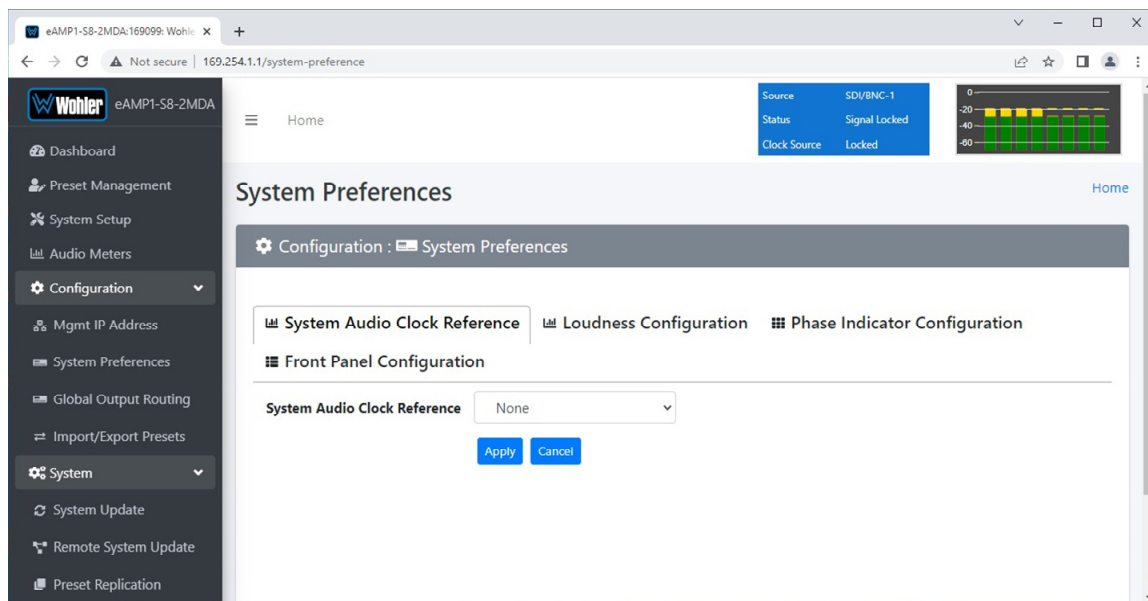 eAMP1-S8-2MDA:169099: Wohle
Not secure | 169.254.1.1/system-preference
Wohler eAMP1-S8-2MDA
Dashboard
Preset Management
System Setup
Audio Meters
Configuration
Mgmt IP Address
System Preferences
Global Output Routing
Import/Export Presets
System
System Update
Remote System Update
Preset Replication
Home
Source SDI/BNC-1
Status Signal Locked
Clock Source Locked
0
-20
-40
-60
System Preferences
Home
Configuration : System Preferences
System Audio Clock Reference
Loudness Configuration
Phase Indicator Configuration
Front Panel Configuration
System Audio Clock Reference None
Apply Cancel